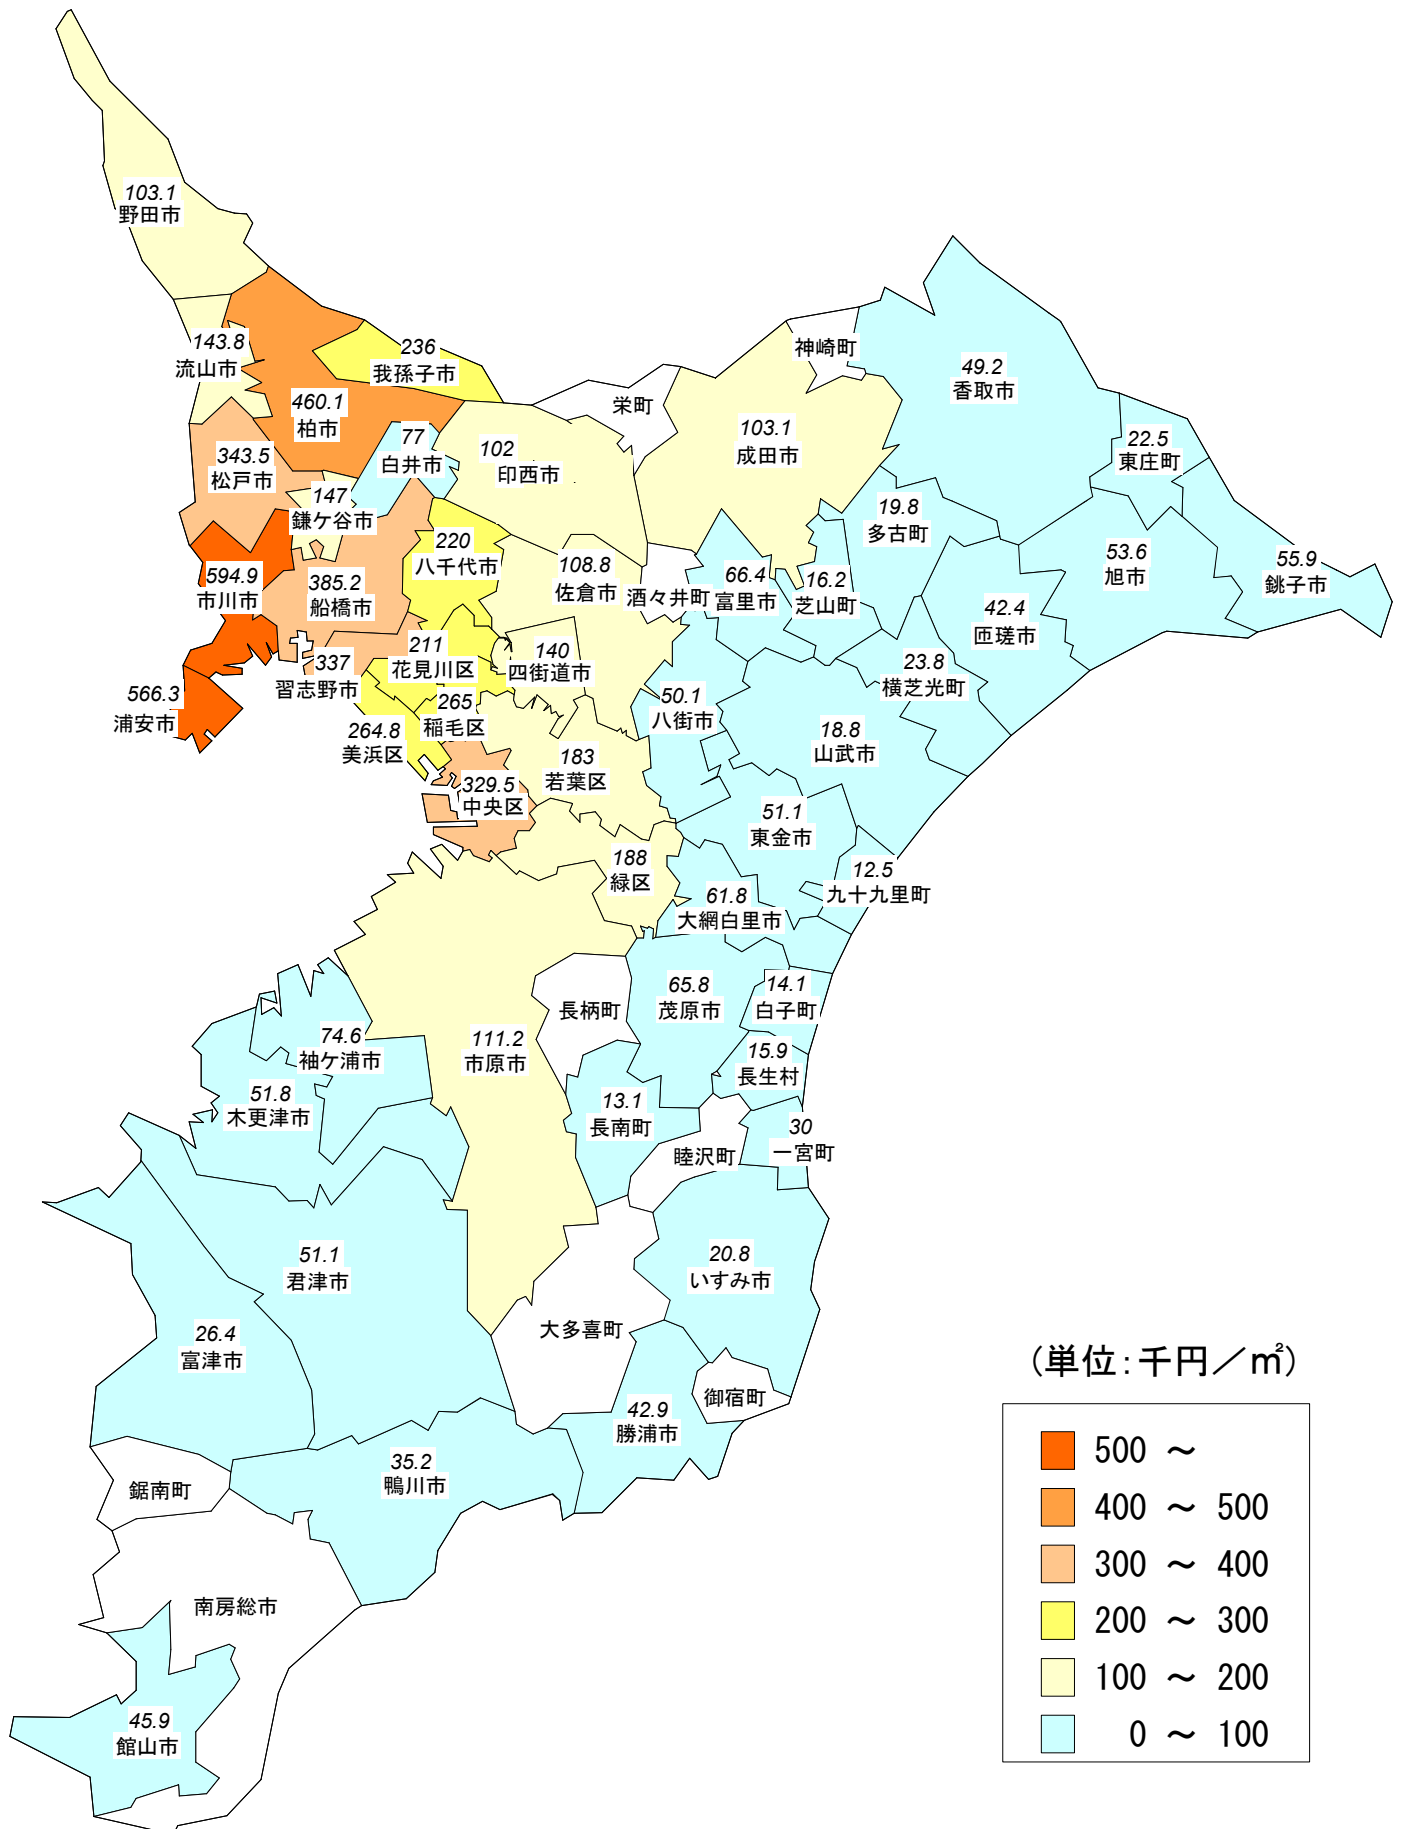 103.1
野田市
143.8
流山市
236
我孫子市
460.1
柏市
神崎町
49.2
香取市
栄町
103.1
成田市
22.5
東庄町
77
白井市
102
印西市
343.5
松戸市
147
鎌ケ谷市
19.8
多古町
53.6
旭市
55.9
銚子市
220
八千代市
108.8
佐倉市
酒々井町
66.4
富里市
16.2
芝山町
594.9
市川市
385.2
船橋市
42.4
匝瑳市
211
花見川区
140
四街道市
23.8
横芝光町
337
習志野市
566.3
浦安市
265
稲毛区
50.1
八街市
264.8
美浜区
183
若葉区
18.8
山武市
329.5
中央区
51.1
東金市
188
緑区
12.5
九十九里町
61.8
大網白里市
65.8
茂原市
14.1
白子町
長柄町
74.6
袖ケ浦市
111.2
市原市
15.9
長生村
51.8
木更津市
13.1
長南町
30
一宮町
睦沢町
51.1
君津市
20.8
いすみ市
26.4
富津市
大多喜町
御宿町
42.9
勝浦市
35.2
鴨川市
鋸南町
南房総市
45.9
館山市
(単位:千円/㎡)
500 ～
400 ～ 500
300 ～ 400
200 ～ 300
100 ～ 200
0 ～ 100